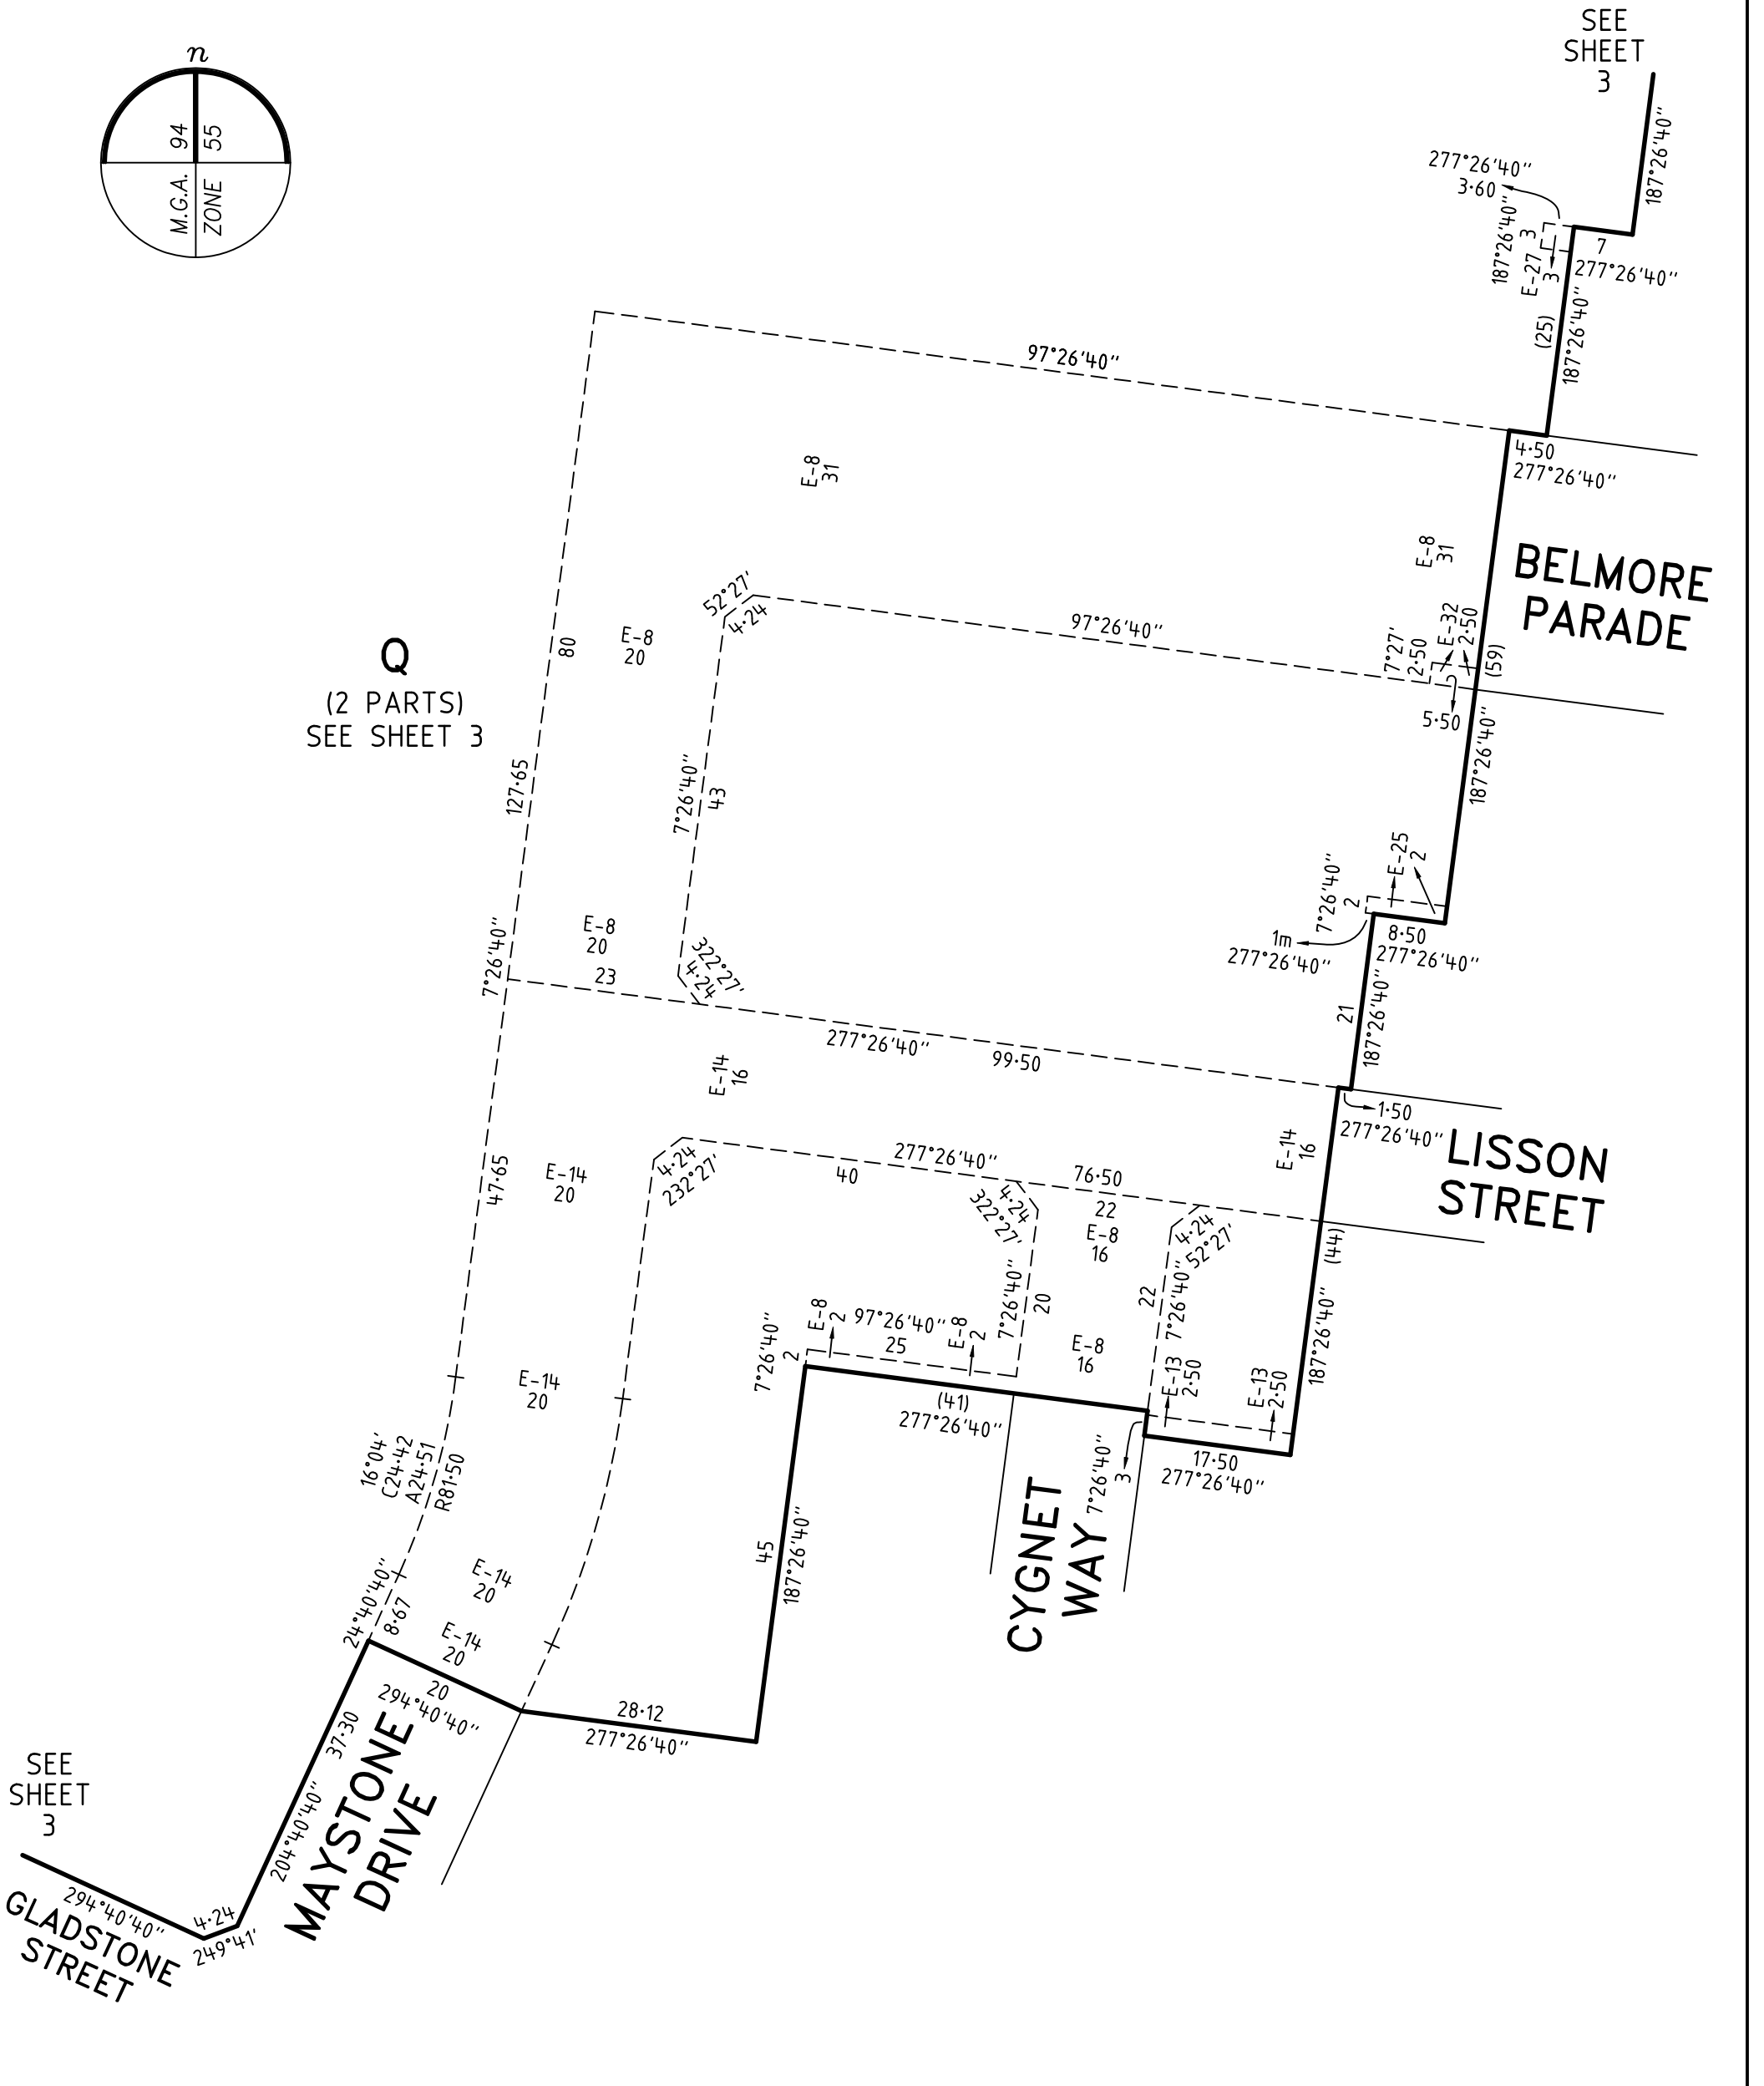 SEE
SHEET
3
n
M.G.A. 94
ZONE 55
187°26'40"
277°26'40"
3·60
187°26'40"
3
E-27
3
7
277°26'40"
(25)
187°26'40"
97°26'40"
4·50
277°26'40"
E-8
31
E-8
31
BELMORE
PARADE
52°27'
4·24
97°26'40"
E-8
20
80
Q
(2 PARTS)
SEE SHEET 3
7°27'
2·50
E-32
2·50
(59)
5·50
187°26'40"
127·65
7°26'40"
43
E-25
2
7°26'40"
2
1m
277°26'40"
8·50
277°26'40"
7°26'40"
E-8
20
23
322°27'
4·24
277°26'40"
99·50
21
187°26'40"
1·50
277°26'40"
LISSON
STREET
E-14
16
E-14
16
47·65
E-14
20
4·24
232°27'
277°26'40"
40
76·50
22
4·24
322°27'
E-8
16
4·24
52°27'
(44)
187°26'40"
22
7°26'40"
7°26'40"
20
E-8
2
97°26'40"
25
E-8
2
7°26'40"
2
E-8
16
E-13
2·50
E-13
2·50
(41)
277°26'40"
17·50
277°26'40"
7°26'40"
3
E-14
20
16°04'
C24·42
A24·51
R81·50
CYGNET
WAY
45
187°26'40"
E-14
20
24°40'40"
8·67
E-14
20
20
294°40'40"
28·12
277°26'40"
37·30
204°40'40"
MAYSTONE
DRIVE
SEE
SHEET
3
294°40'40"
4·24
249°41'
GLADSTONE
STREET